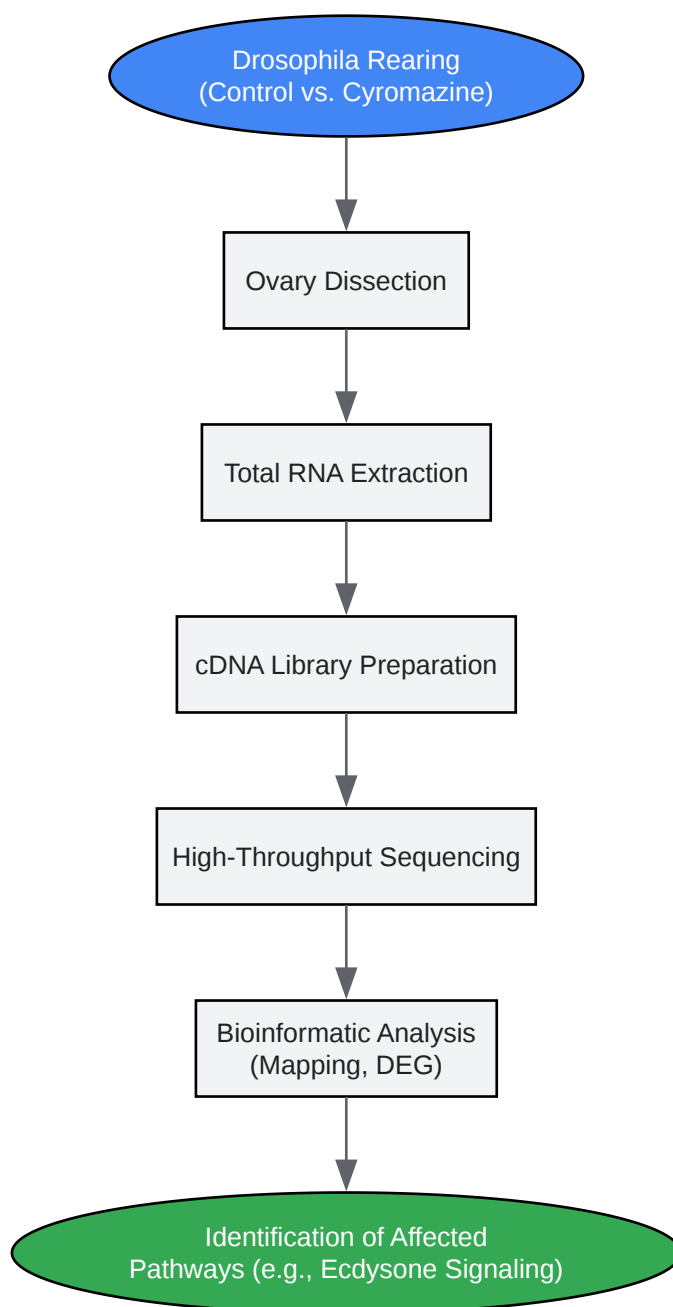 Drosophila Rearing
(Control vs. Cyromazine)
Ovary Dissection
Total RNA Extraction
cDNA Library Preparation
High-Throughput Sequencing
Bioinformatic Analysis
(Mapping, DEG)
Identification of Affected
Pathways (e.g., Ecdysone Signaling)